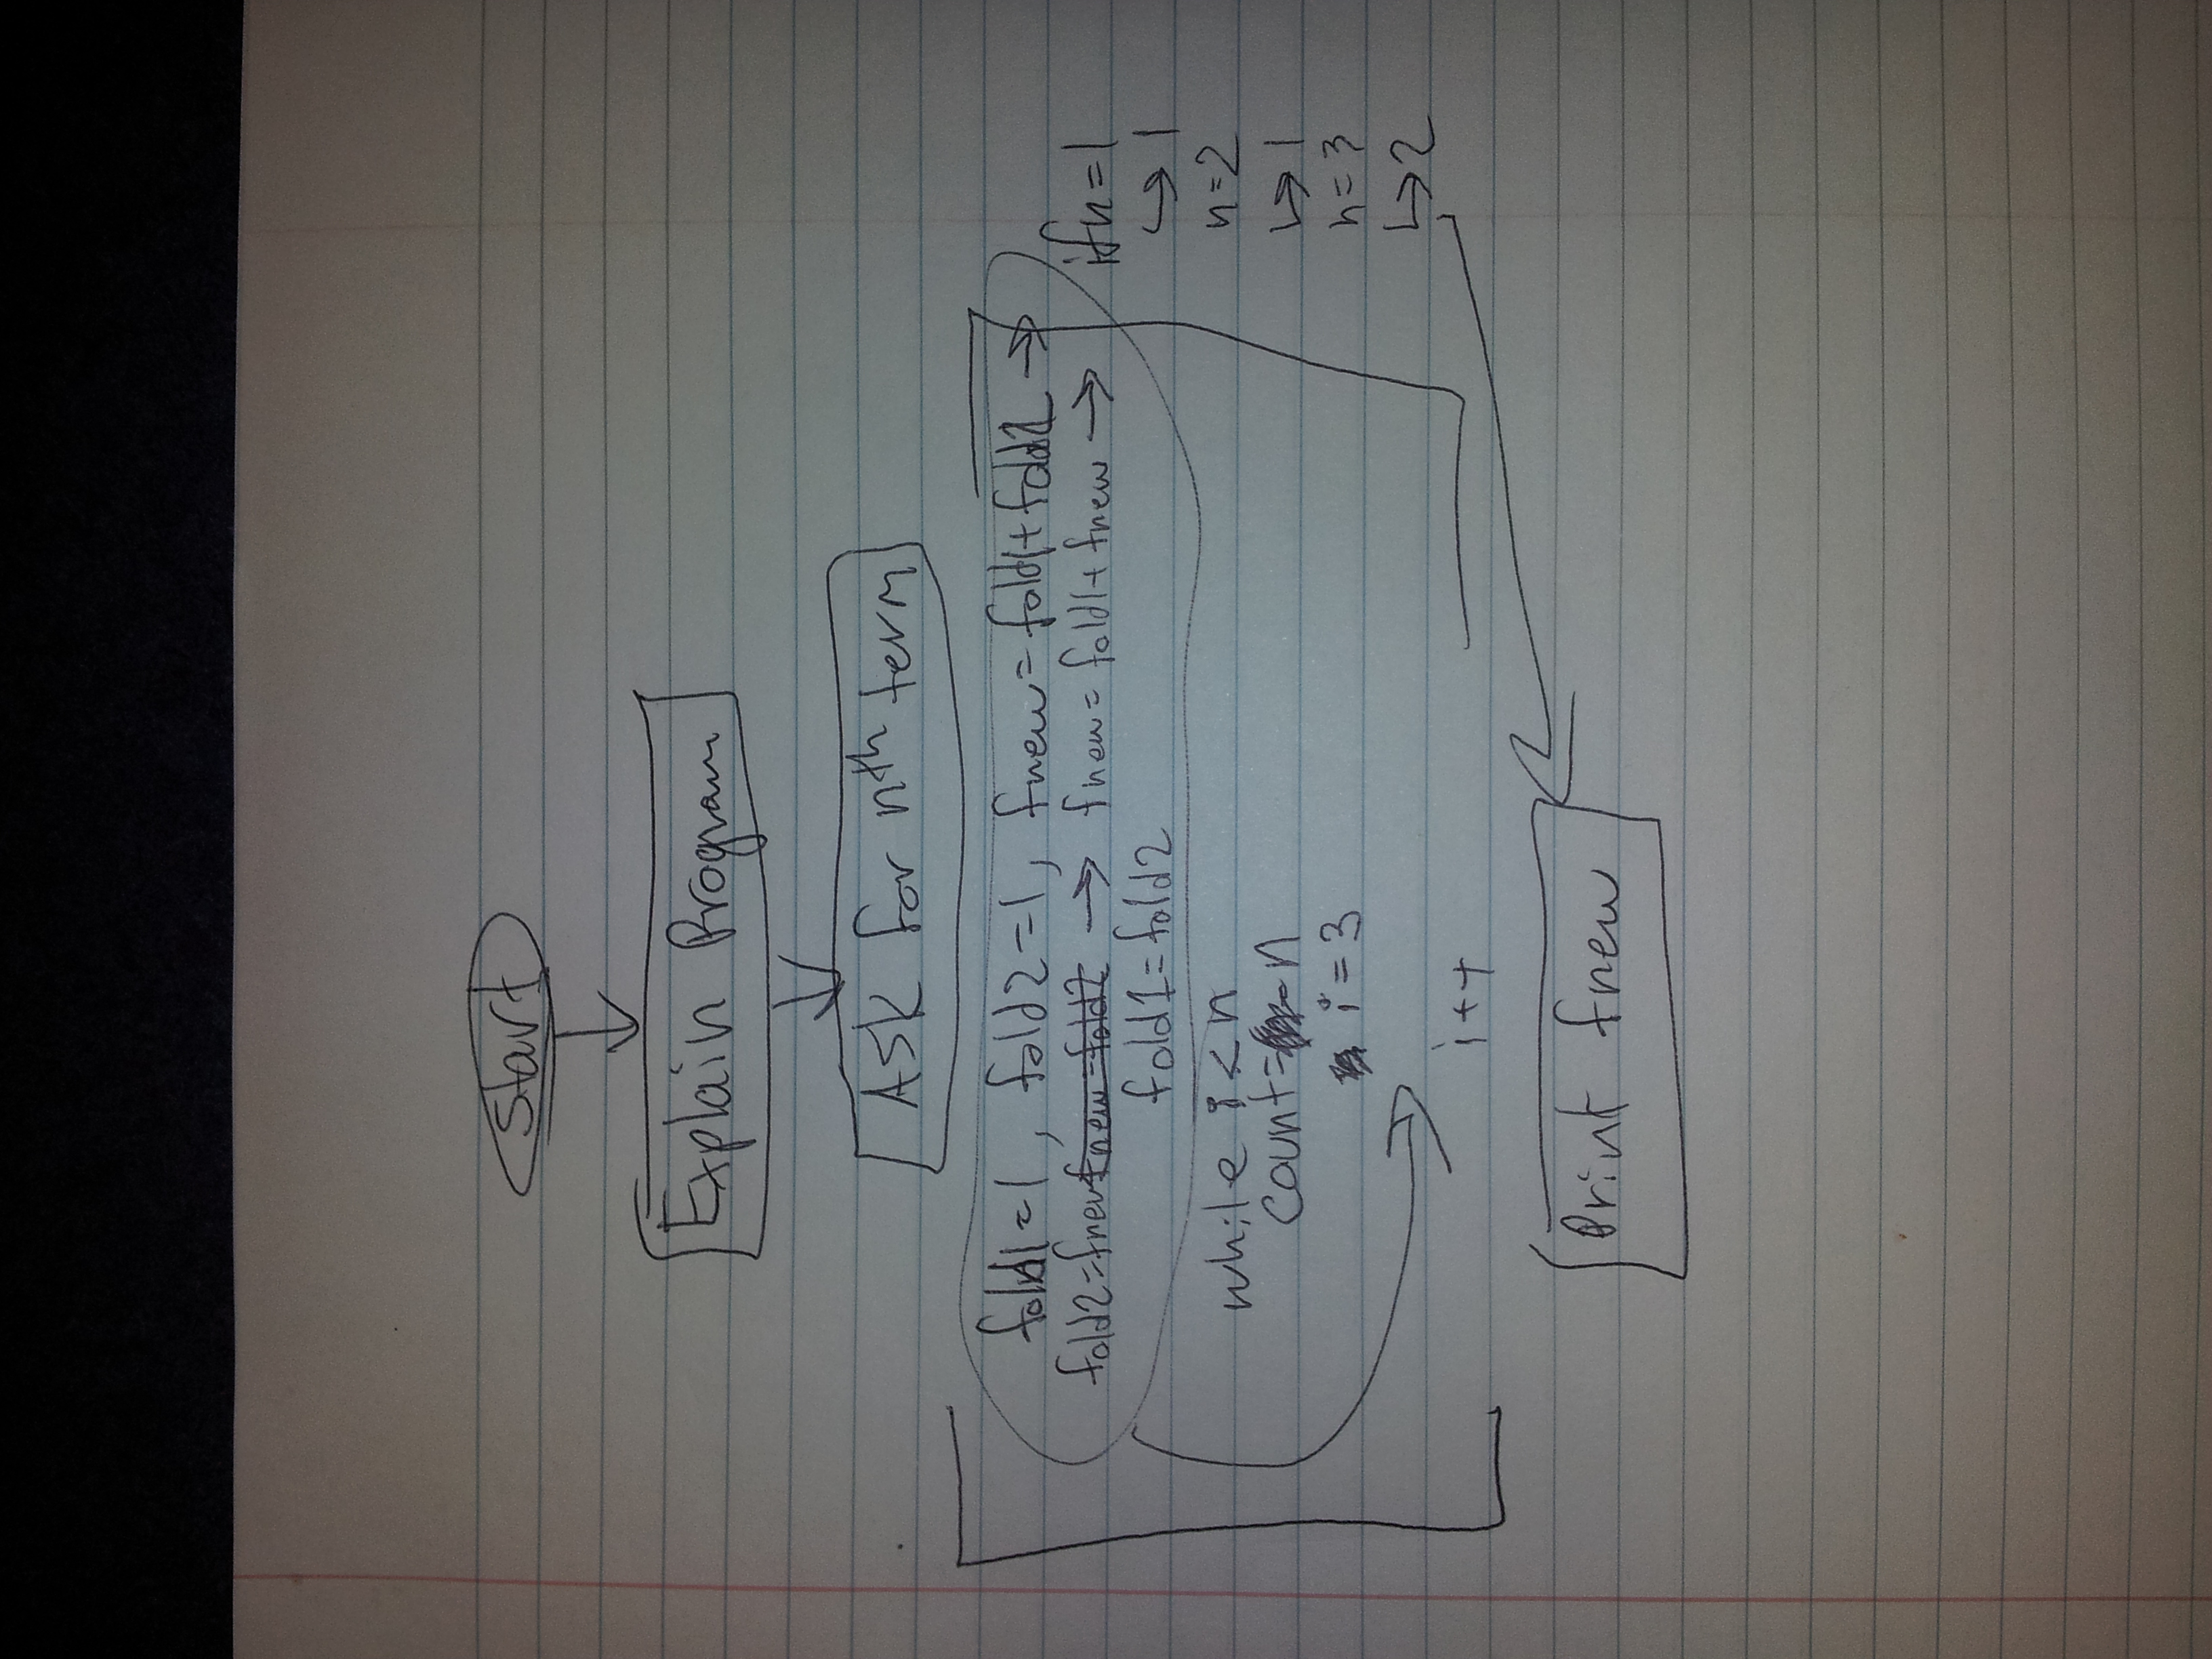 start
Explain Program
Ask for nth term
fold1=1, fold2=1, fnew=fold1+fold2 →
fold2=fnew fnew=fold2 → fnew=fold1+fnew →
fold1=fold2
while i<n
count= n
i=3
i++
if n=1
↳ 1
n=2
↳ 1
n=3
↳ 2
Print fnew